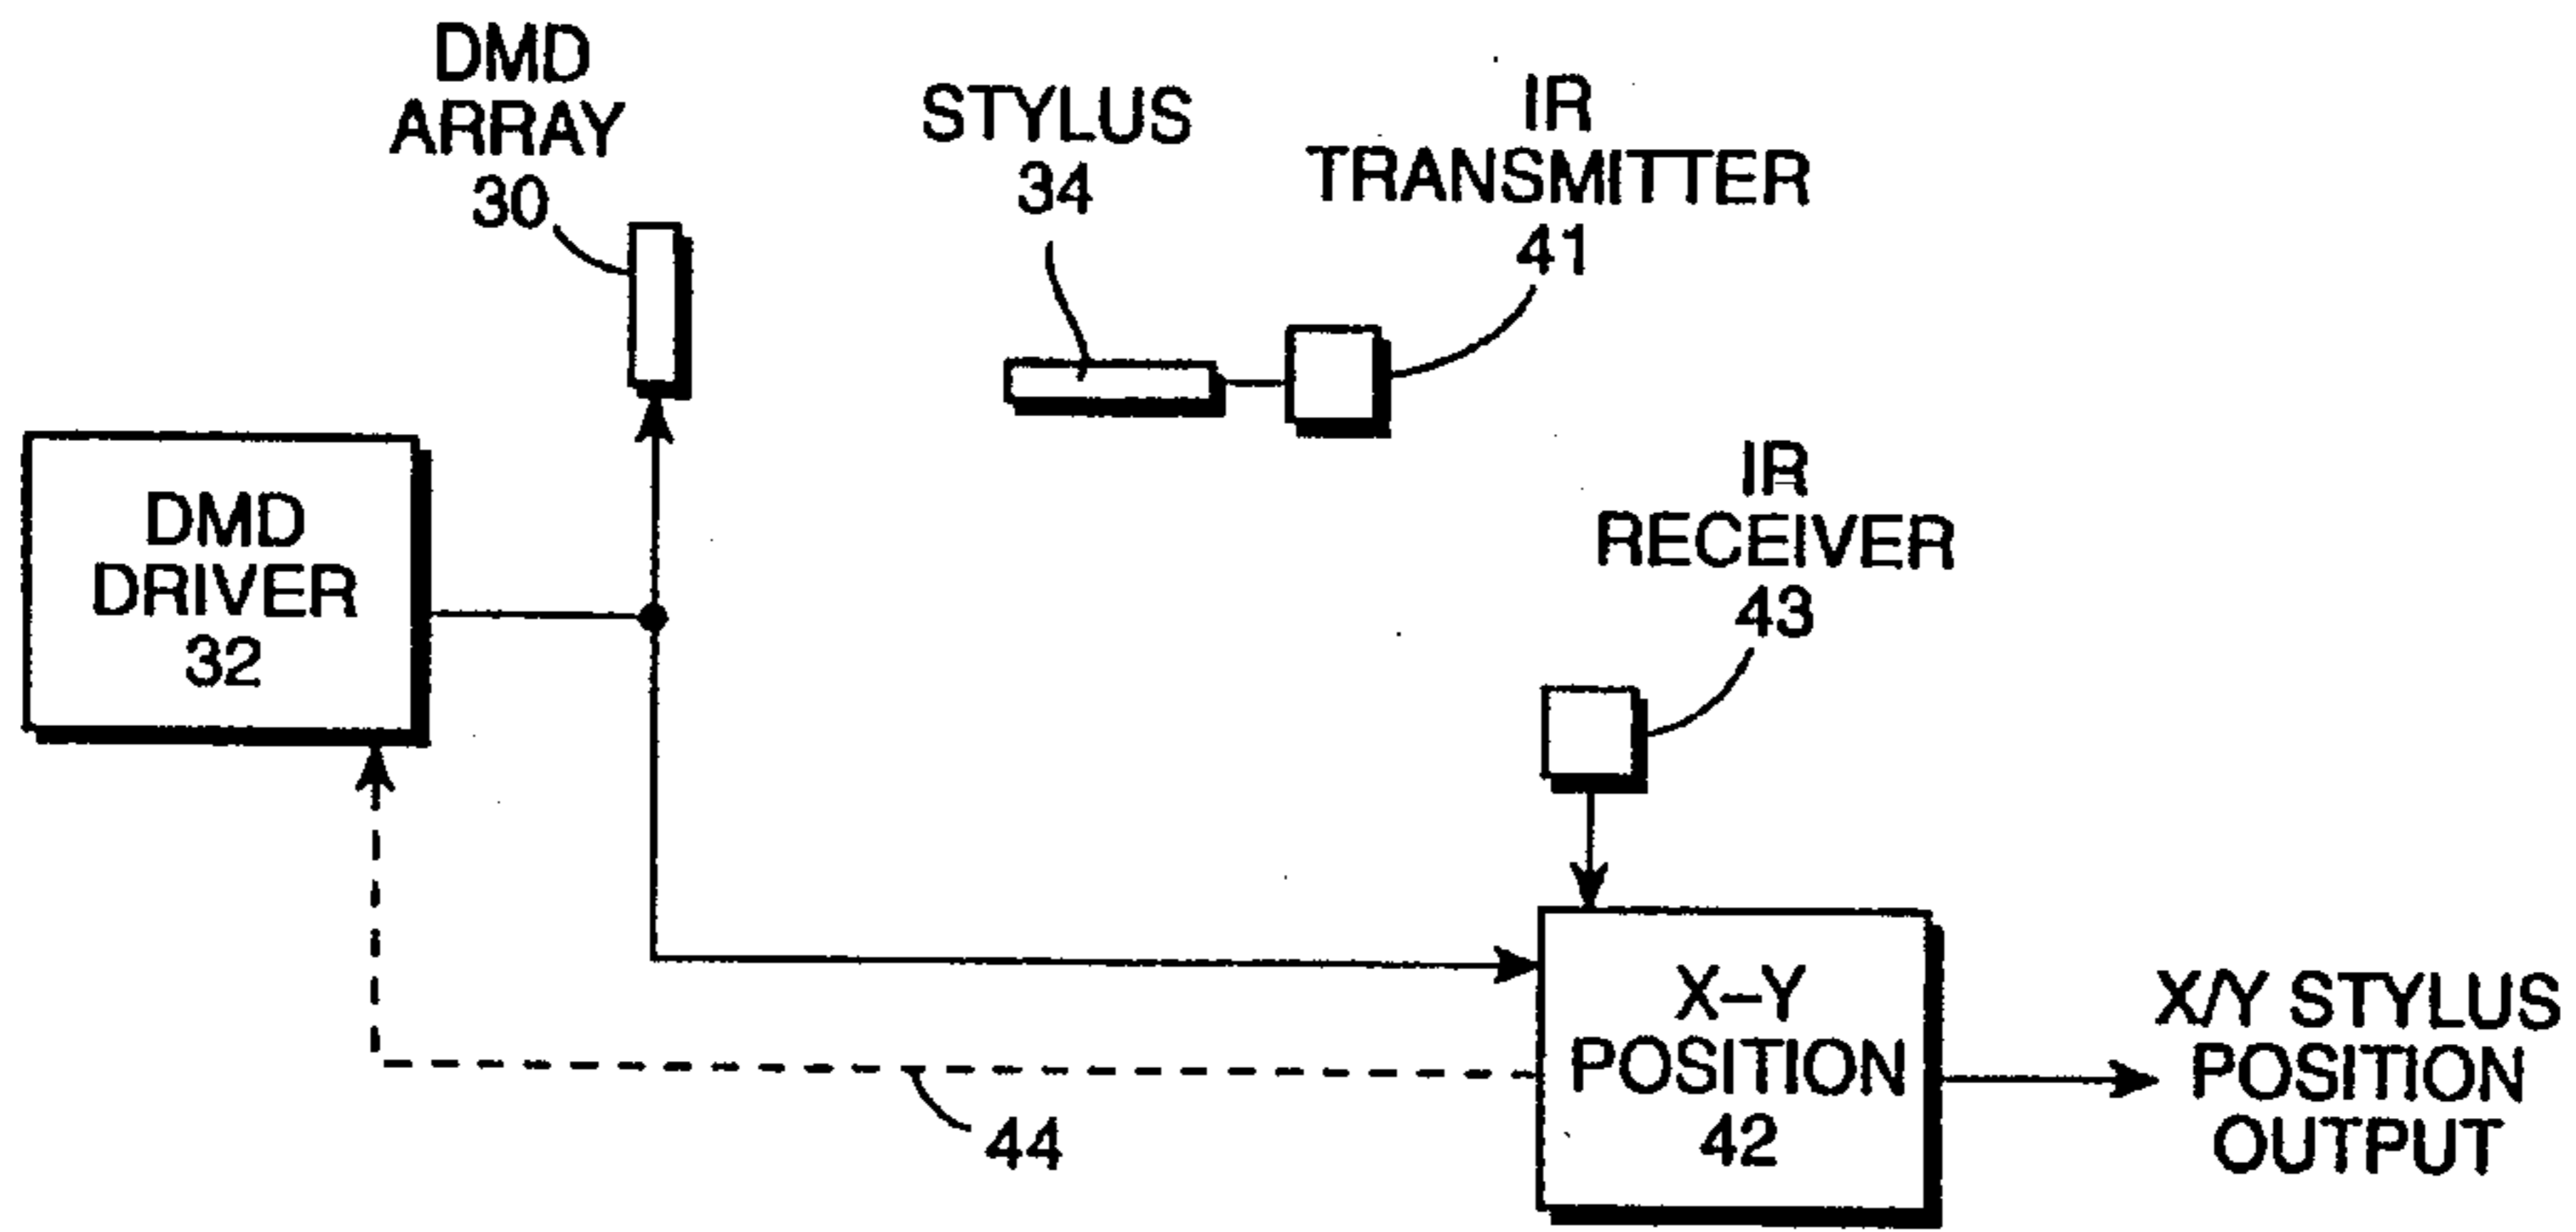 DMD
ARRAY
30
STYLUS
34
IR
TRANSMITTER
41
DMD
DRIVER
32
IR
RECEIVER
43
X–Y
POSITION
42
X/Y STYLUS
POSITION
OUTPUT
44